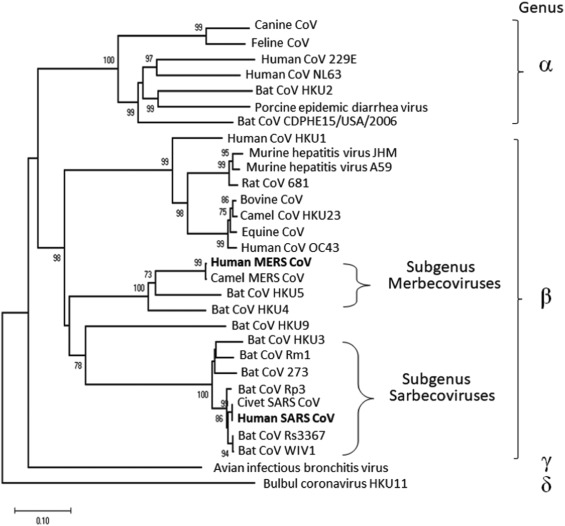 Genus
99
Canine CoV
Feline CoV
100
97
Human CoV 229E
Human CoV NL63
α
Bat CoV HKU2
99
Porcine epidemic diarrhea virus
99
Bat CoV CDPHE15/USA/2006
Human CoV HKU1
99
95
Murine hepatitis virus JHM
99
Murine hepatitis virus A59
Rat CoV 681
98
86
Bovine CoV
75
Camel CoV HKU23
Equine CoV
99
Human CoV OC43
98
99
Human MERS CoV
73
Camel MERS CoV
Subgenus
Merbecoviruses
100
Bat CoV HKU5
β
Bat CoV HKU4
Bat CoV HKU9
78
Bat CoV HKU3
Bat CoV Rm1
Bat CoV 273
100
Bat CoV Rp3
Subgenus
Sarbecoviruses
99
Civet SARS CoV
86
Human SARS CoV
Bat CoV Rs3367
94
Bat CoV WIV1
Avian infectious bronchitis virus
γ
Bulbul coronavirus HKU11
δ
0.10